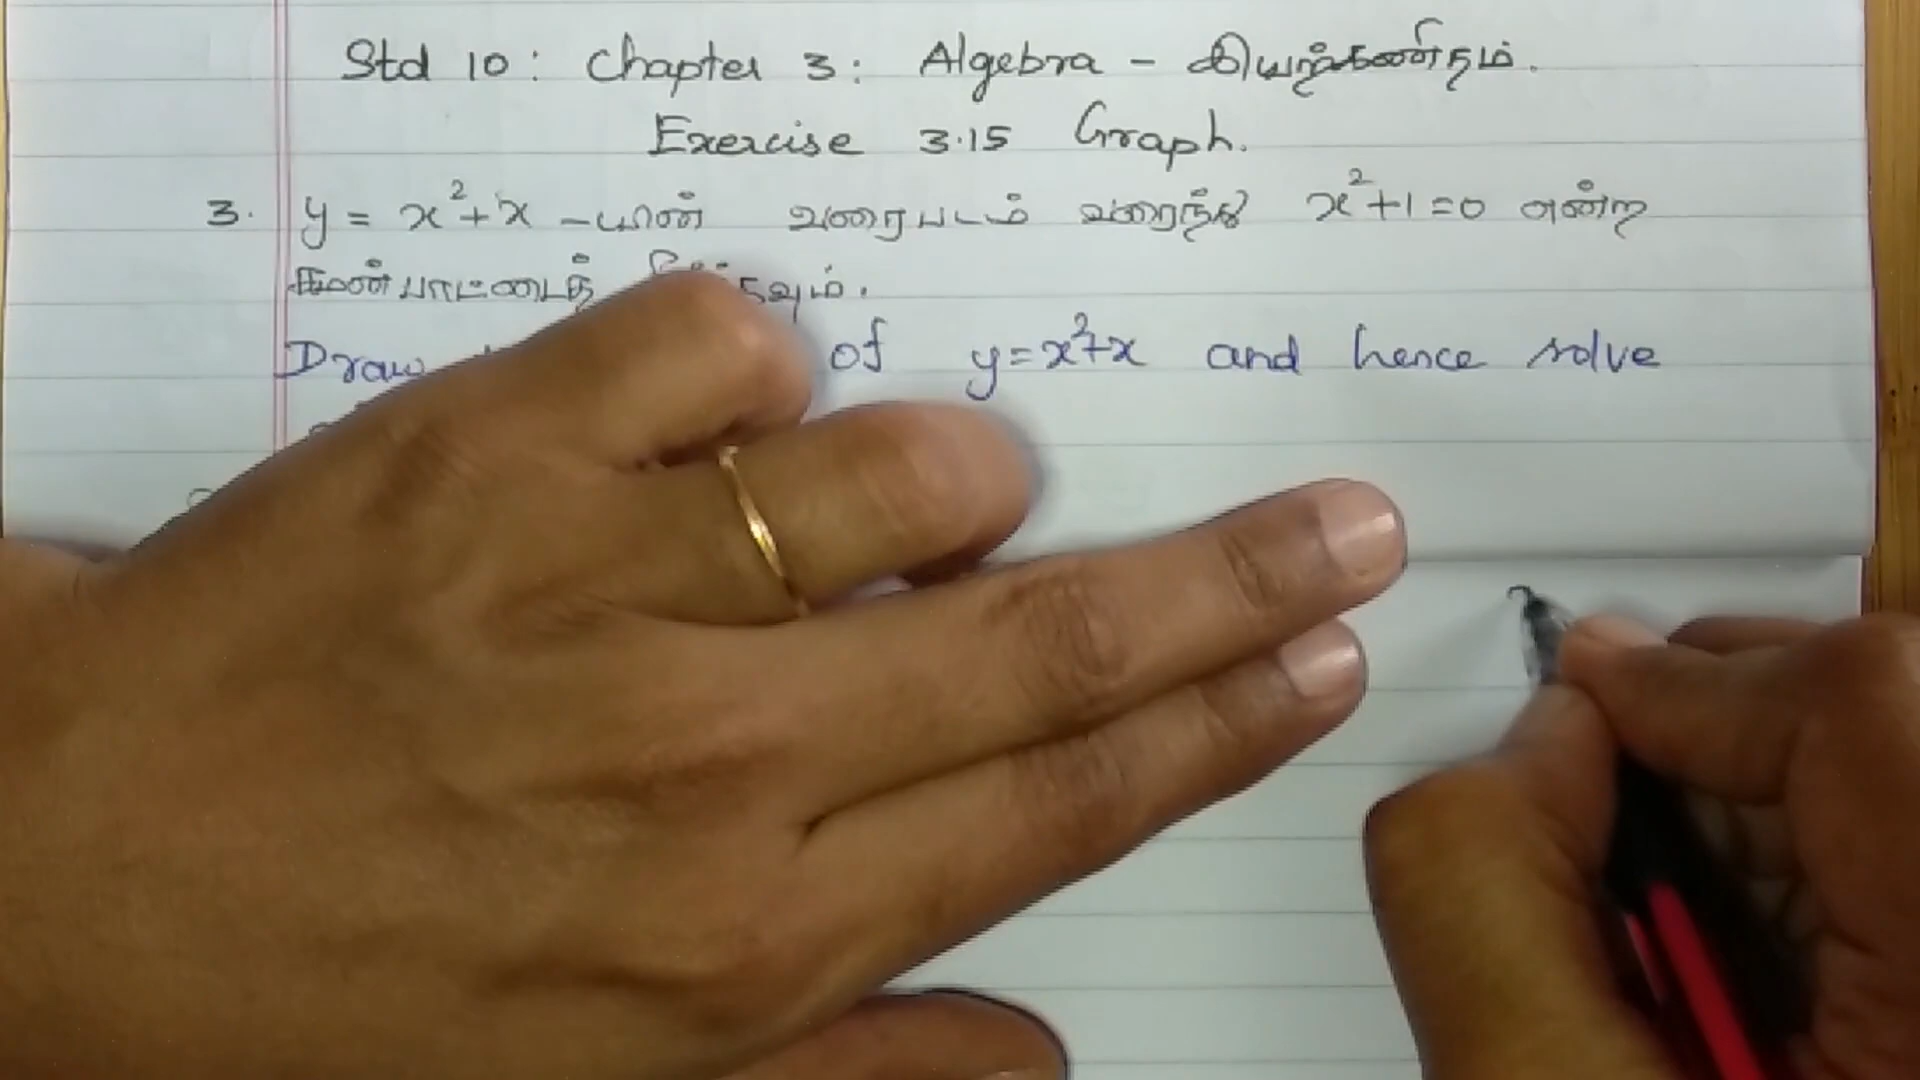 Std 10: Chapter 3: Algebra - இயற்கணிதம்.
Exercise 3.15 Graph.
3. y = x²+x -யின் வரைபடம் வரைந்து x²+1=0 என்ற
சமன்பாட்டைத்
Draw of y=x²+x and hence solve